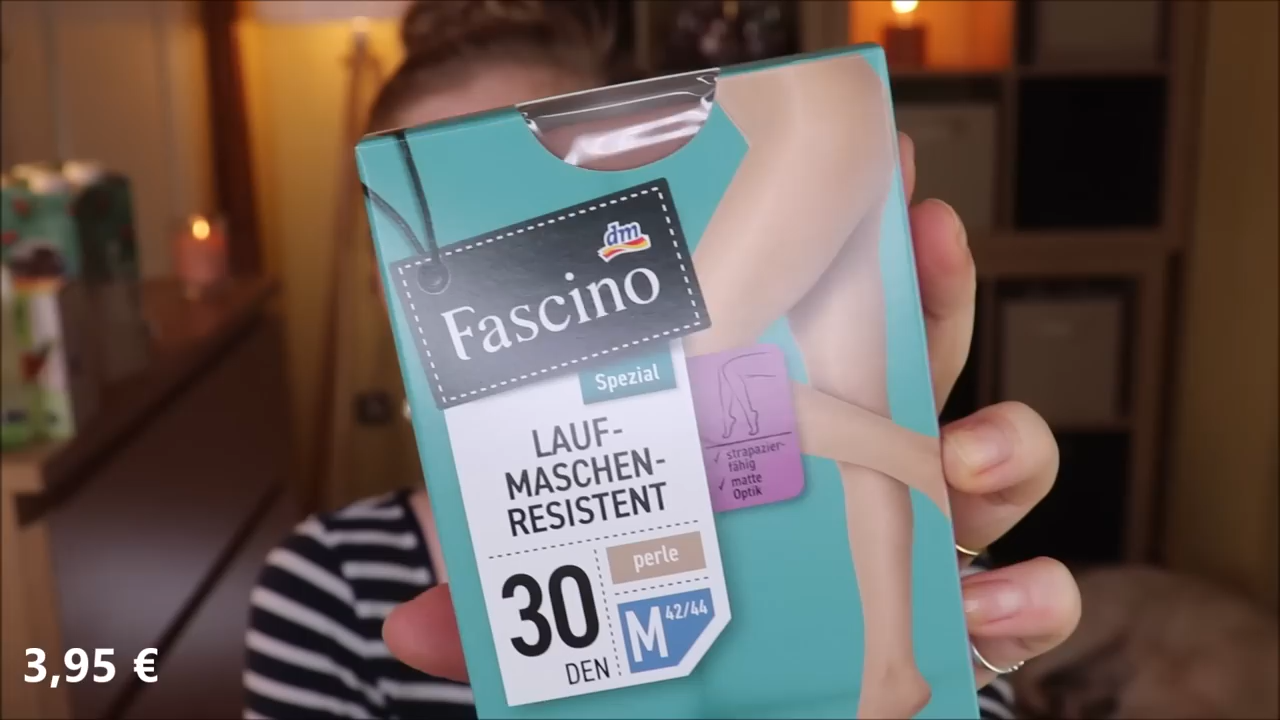 dm
Fascino
Spezial
LAUF-
MASCHEN-
RESISTENT
✓ strapazier-
fähig
✓ matte
Optik
30
DEN
perle
M 42/44
3,95 €